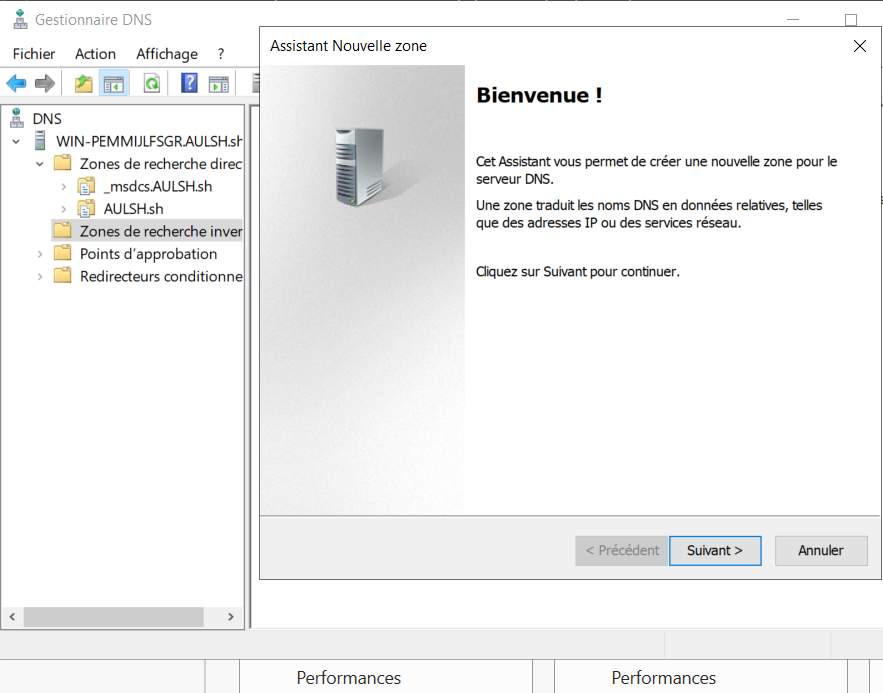 Gestionnaire DNS
Fichier Action Affichage ?
DNS
WIN-PEMMIJLFSGR.AULSH.sh
Zones de recherche direc
_msdcs.AULSH.sh
AULSH.sh
Zones de recherche inver
Points d'approbation
Redirecteurs conditionne
Assistant Nouvelle zone
Bienvenue !
Cet Assistant vous permet de créer une nouvelle zone pour le
serveur DNS.
Une zone traduit les noms DNS en données relatives, telles
que des adresses IP ou des services réseau.
Cliquez sur Suivant pour continuer.
< Précédent Suivant > Annuler
Performances Performances